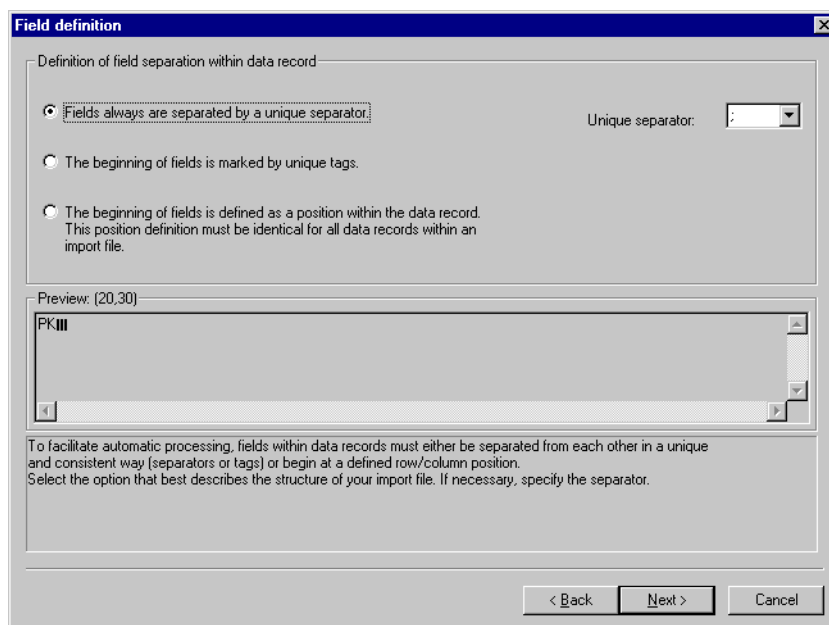 Field definition
Definition of field separation within data record
Fields always are separated by a unique separator.
Unique separator:
;
The beginning of fields is marked by unique tags.
The beginning of fields is defined as a position within the data record.
This position definition must be identical for all data records within an
import file.
Preview: (20,30)
PK
To facilitate automatic processing, fields within data records must either be separated from each other in a unique
and consistent way (separators or tags) or begin at a defined row/column position.
Select the option that best describes the structure of your import file. If necessary, specify the separator.
< Back
Next >
Cancel